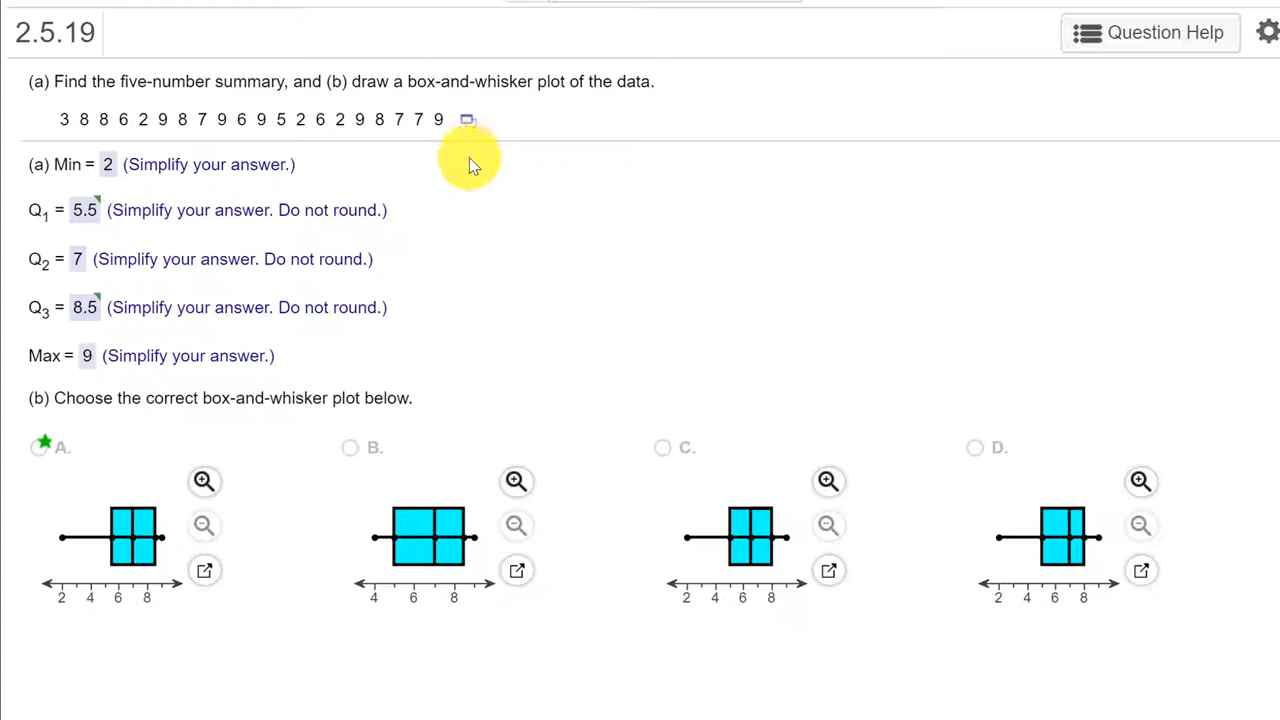 2.5.19 Question Help
(a) Find the five-number summary, and (b) draw a box-and-whisker plot of the data.
3 8 8 6 2 9 8 7 9 6 9 5 2 6 2 9 8 7 7 9
(a) Min = 2 (Simplify your answer.)
Q1 = 5.5 (Simplify your answer. Do not round.)
Q2 = 7 (Simplify your answer. Do not round.)
Q3 = 8.5 (Simplify your answer. Do not round.)
Max = 9 (Simplify your answer.)
(b) Choose the correct box-and-whisker plot below.
A. B. C. D.
2 4 6 8 4 6 8 2 4 6 8 2 4 6 8